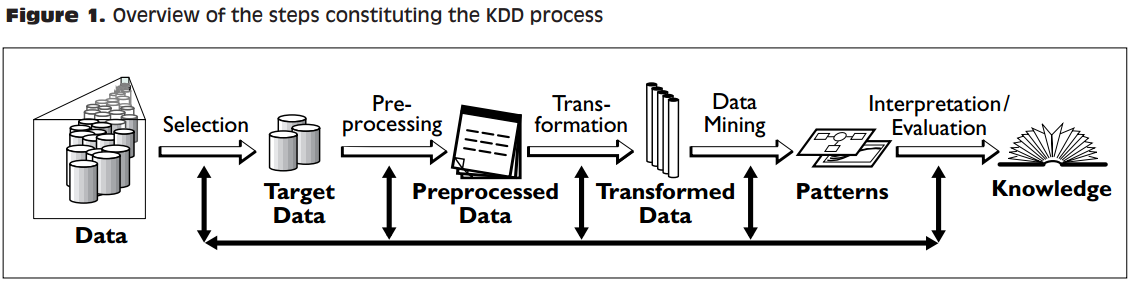 Figure 1. Overview of the steps constituting the KDD process
Data
Selection
Target
Data
Pre-
processing
Preprocessed
Data
Trans-
formation
Transformed
Data
Data
Mining
Patterns
Interpretation/
Evaluation
Knowledge